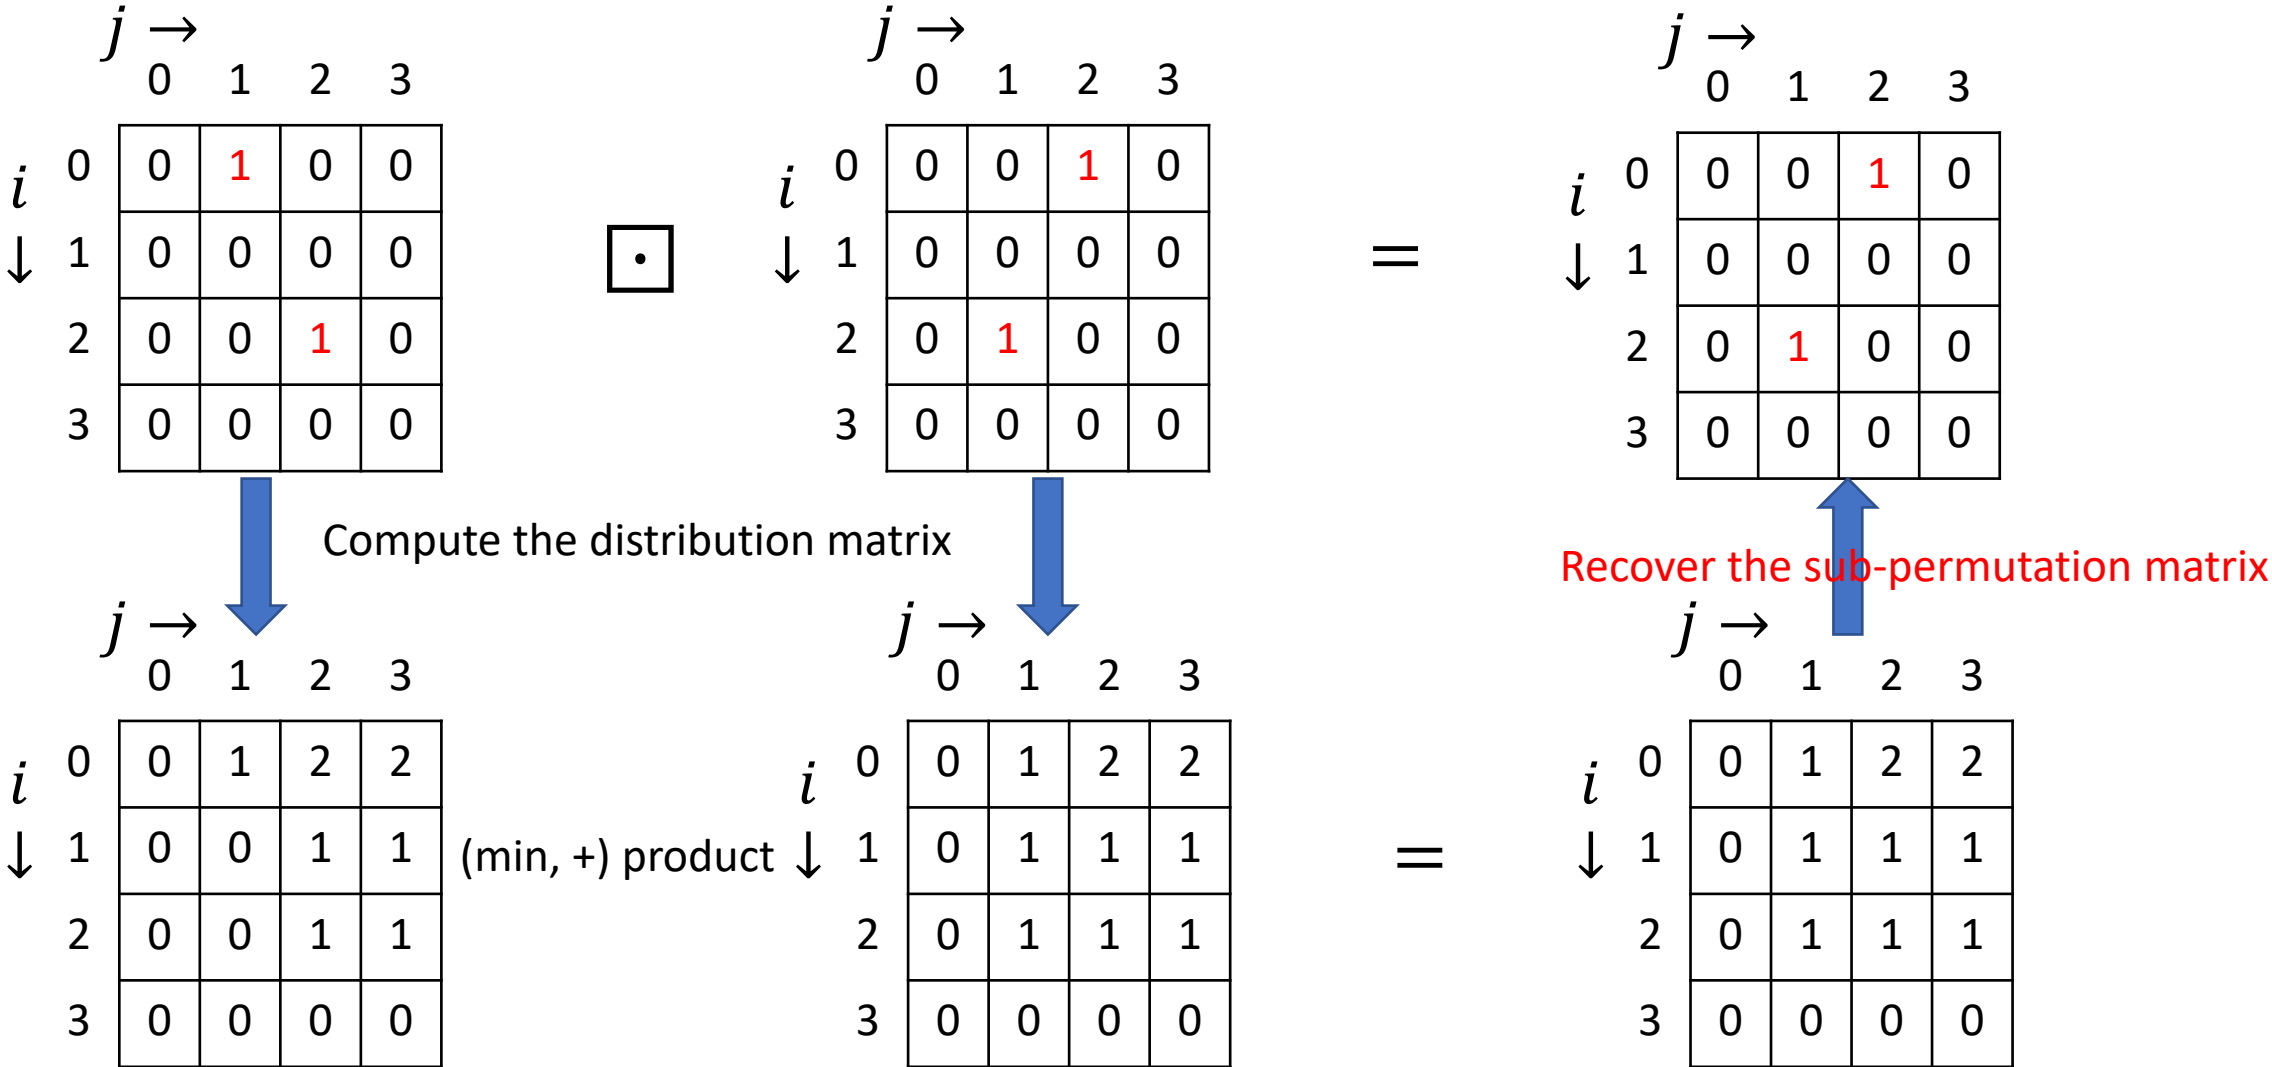 j → j → j →
0 1 2 3 0 1 2 3 0 1 2 3
i 0 0 1 0 0 i 0 0 0 1 0 i 0 0 0 1 0
↓ 1 0 0 0 0 ⊡ ↓ 1 0 0 0 0 = ↓ 1 0 0 0 0
2 0 0 1 0 2 0 1 0 0 2 0 1 0 0
3 0 0 0 0 3 0 0 0 0 3 0 0 0 0
Compute the distribution matrix
Recover the sub-permutation matrix
j → j → j →
0 1 2 3 0 1 2 3 0 1 2 3
i 0 0 1 2 2 i 0 0 1 2 2 i 0 0 1 2 2
↓ 1 0 0 1 1 (min, +) product ↓ 1 0 1 1 1 = ↓ 1 0 1 1 1
2 0 0 1 1 2 0 1 1 1 2 0 1 1 1
3 0 0 0 0 3 0 0 0 0 3 0 0 0 0